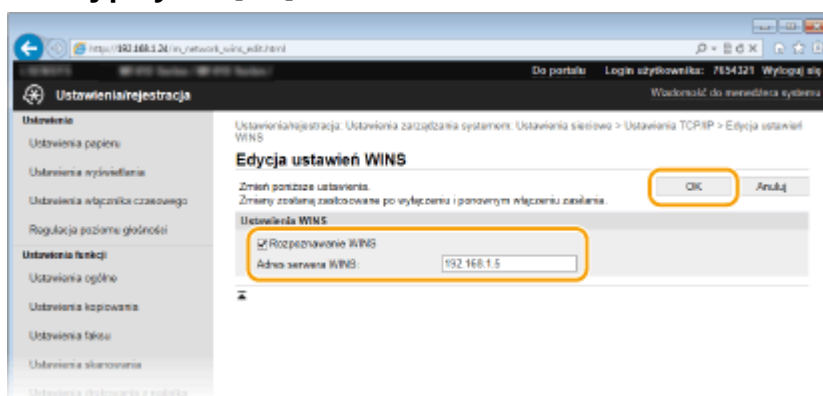 http://192.168.1.24/m_network_wins_edit.html
Do portalu Login użytkownika: 7654321 Wyloguj się
Ustawienia/rejestracja Wiadomość do menedżera systemu
Ustawienia
Ustawienia papieru
Ustawienia wyświetlania
Ustawienia włącznika czasowego
Regulacja poziomu głośności
Ustawienia funkcji
Ustawienia ogólne
Ustawienia kopiowania
Ustawienia faksu
Ustawienia skanowania
Ustawienia/rejestracja: Ustawienia zarządzania systemem: Ustawienia sieciowe > Ustawienia TCP/IP > Edycja ustawień
WINS
Edycja ustawień WINS
Zmień poniższe ustawienia.
Zmiany zostaną zastosowane po wyłączeniu i ponownym włączeniu zasilania.
OK Anuluj
Ustawienia WINS
Rozpoznawanie WINS
Adres serwera WINS: 192.168.1.5